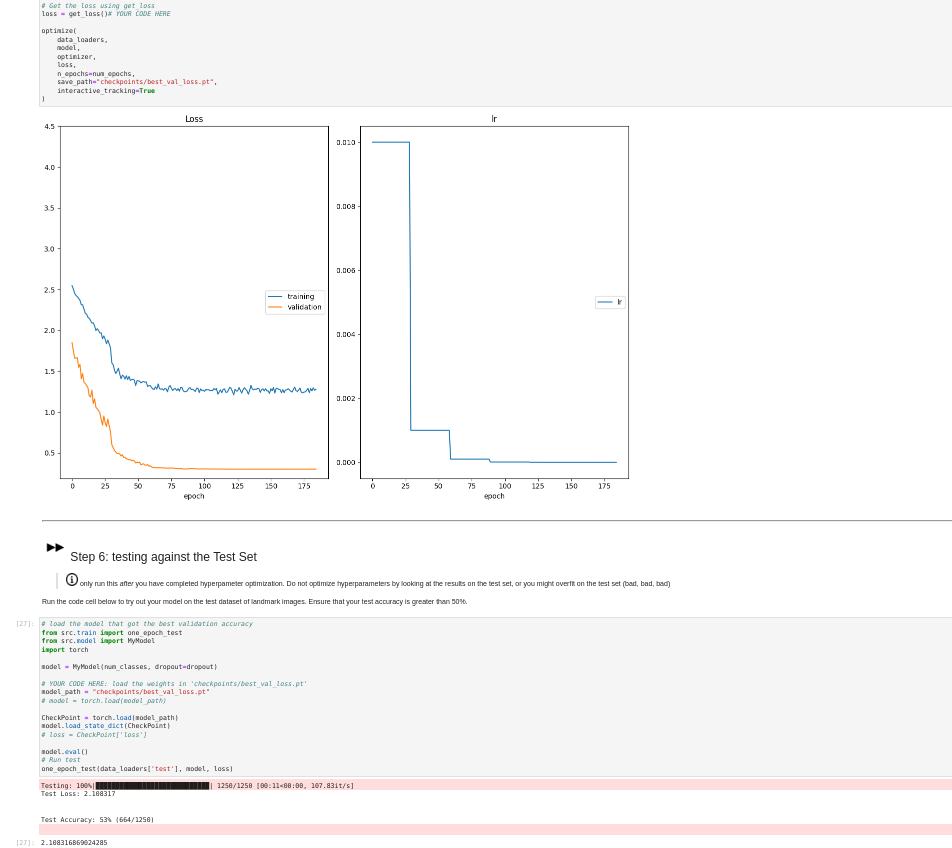 # Get the loss using get_loss
loss = get_loss()# YOUR CODE HERE
optimize(
data_loaders,
model,
optimizer,
loss,
n_epochs=num_epochs,
save_path="checkpoints/best_val_loss.pt",
interactive_tracking=True
)
Loss
4.5
4.0
3.5
3.0
2.5
2.0
1.5
1.0
0.5
training
validation
0 25 50 75 100 125 150 175
epoch
lr
0.010
0.008
0.006
0.004
0.002
0.000
lr
0 25 50 75 100 125 150 175
epoch
Step 6: testing against the Test Set
only run this after you have completed hyperpameter optimization. Do not optimize hyperparameters by looking at the results on the test set, or you might overfit on the test set (bad, bad, bad)
Run the code cell below to try out your model on the test dataset of landmark images. Ensure that your test accuracy is greater than 50%.
[27]:
# load the model that got the best validation accuracy
from src.train import one_epoch_test
from src.model import MyModel
import torch
model = MyModel(num_classes, dropout=dropout)
# YOUR CODE HERE: load the weights in 'checkpoints/best_val_loss.pt'
model_path = "checkpoints/best_val_loss.pt"
# model = torch.load(model_path)
CheckPoint = torch.load(model_path)
model.load_state_dict(CheckPoint)
# loss = CheckPoint['loss']
model.eval()
# Run test
one_epoch_test(data_loaders['test'], model, loss)
Testing: 100%|██████████████████████████████| 1250/1250 [00:11<00:00, 107.83it/s]
Test Loss: 2.108317
Test Accuracy: 53% (664/1250)
[27]: 2.108316869024285